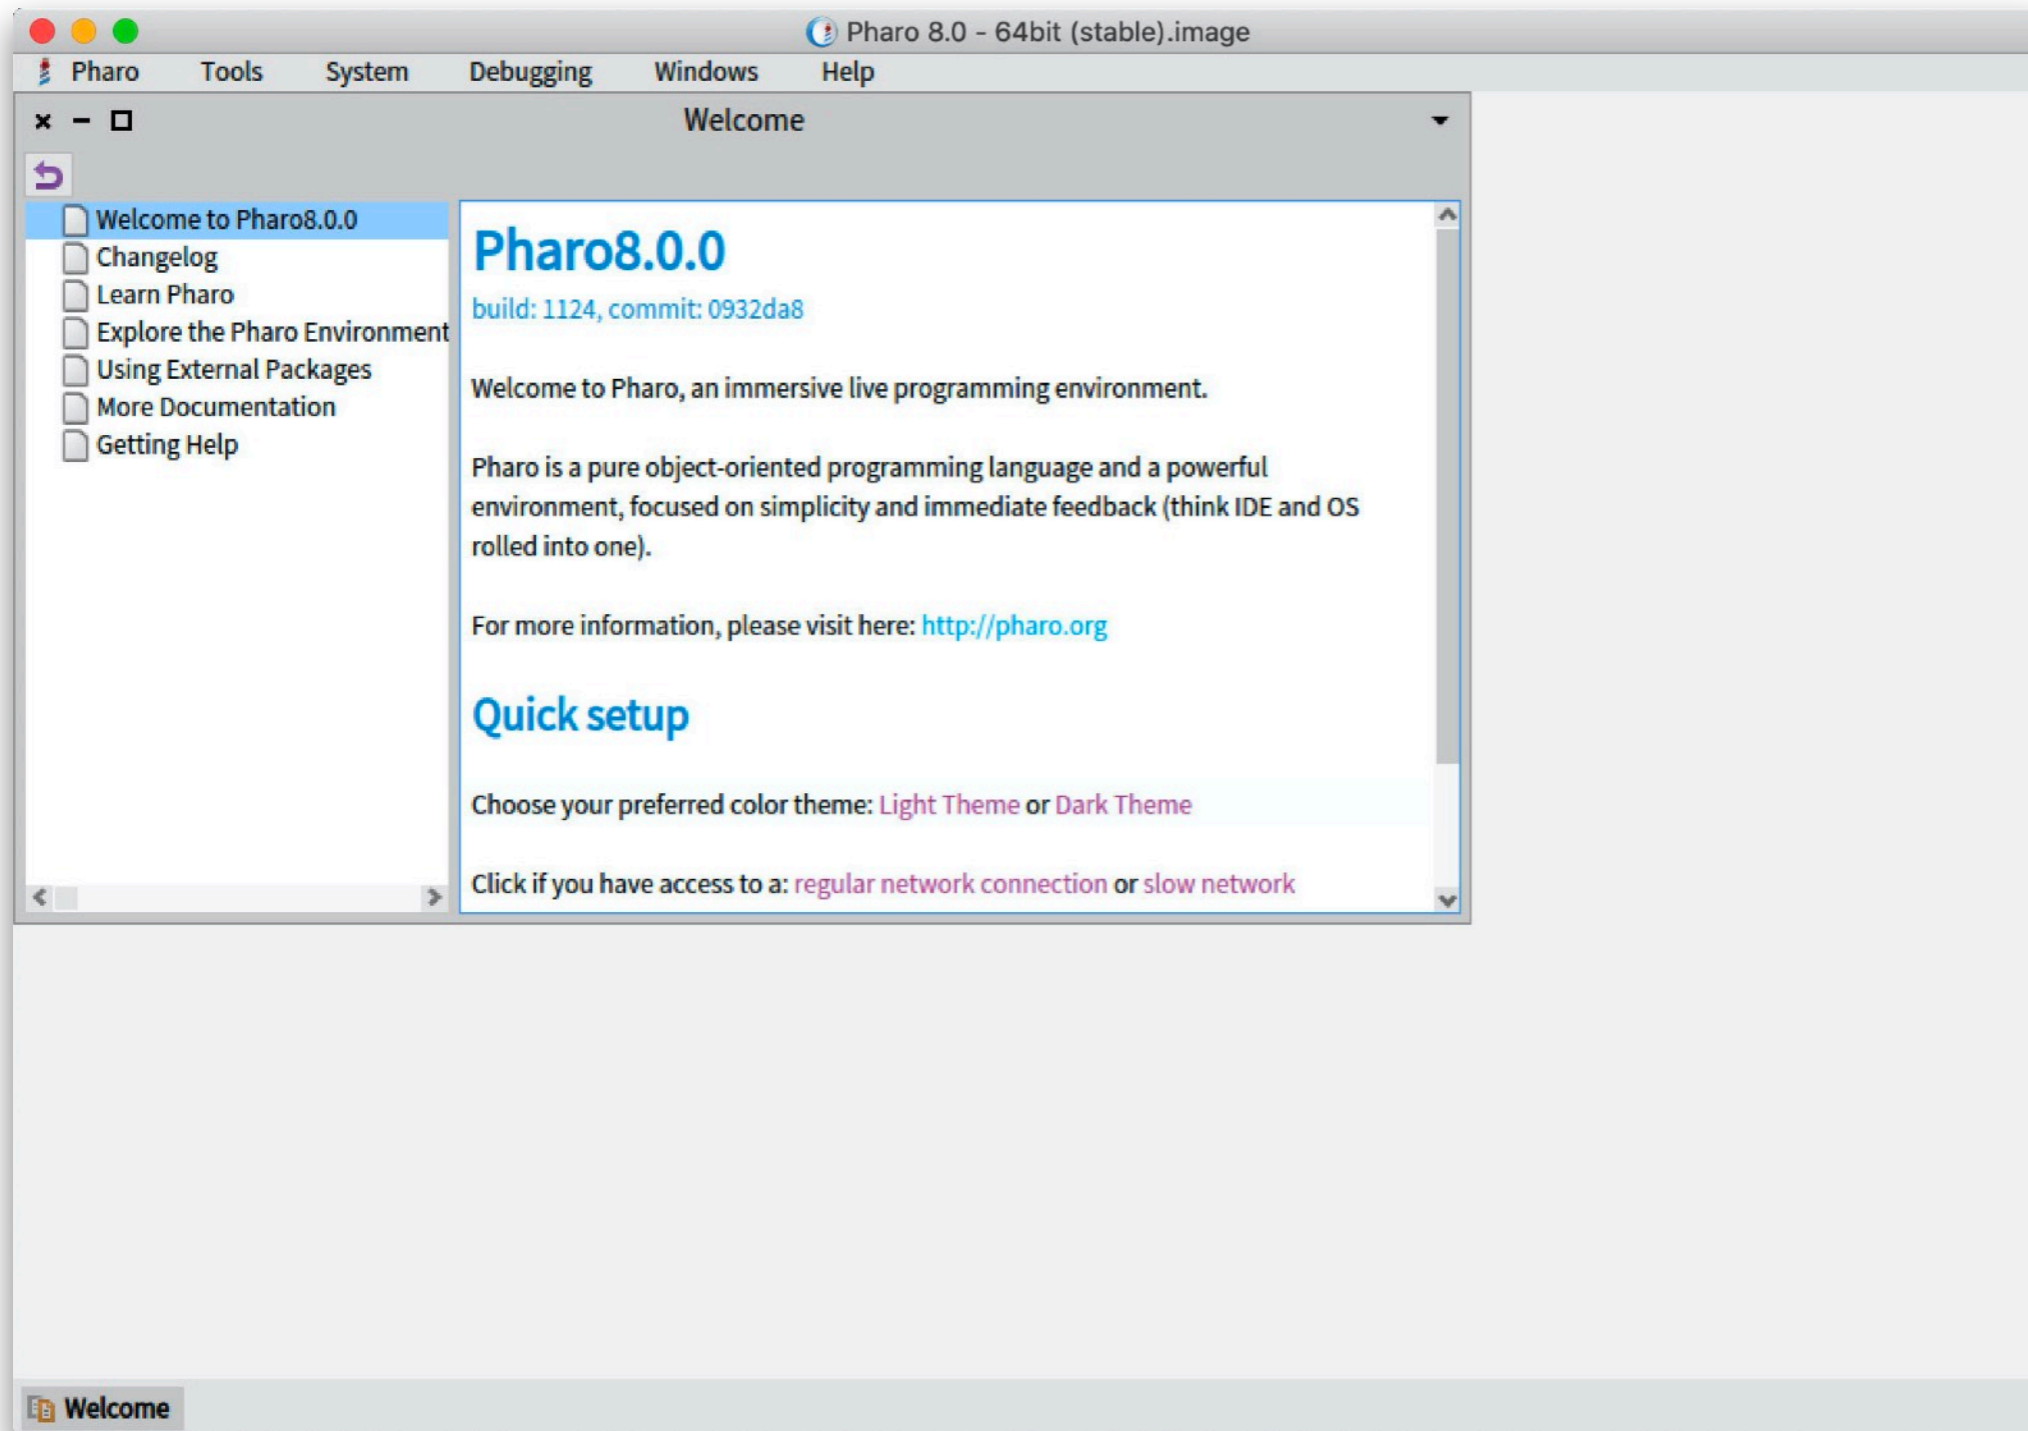 Pharo 8.0 - 64bit (stable).image
Pharo Tools System Debugging Windows Help
Welcome
Welcome to Pharo8.0.0
Changelog
Learn Pharo
Explore the Pharo Environment
Using External Packages
More Documentation
Getting Help
Pharo8.0.0
build: 1124, commit: 0932da8
Welcome to Pharo, an immersive live programming environment.
Pharo is a pure object-oriented programming language and a powerful
environment, focused on simplicity and immediate feedback (think IDE and OS
rolled into one).
For more information, please visit here: http://pharo.org
Quick setup
Choose your preferred color theme: Light Theme or Dark Theme
Click if you have access to a: regular network connection or slow network
Welcome